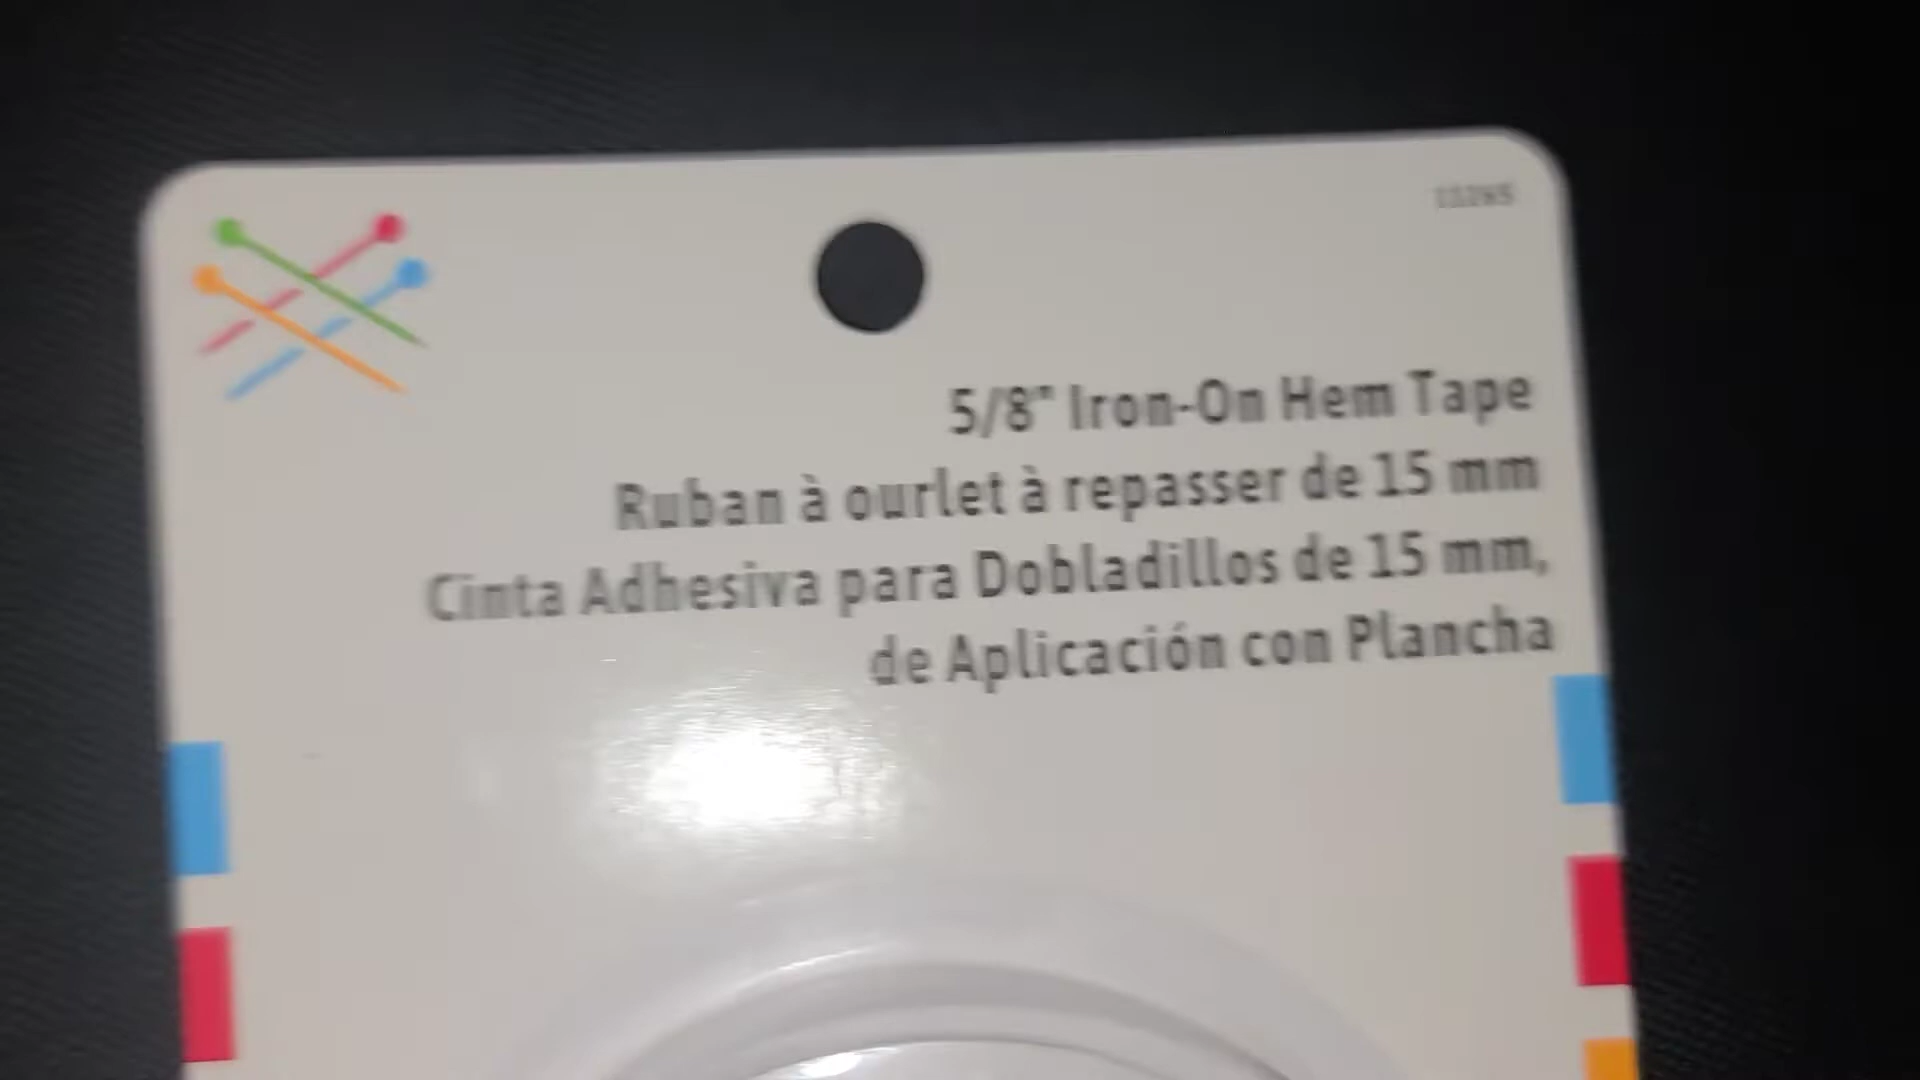 5/8" Iron-On Hem Tape
Ruban à ourlet à repasser de 15 mm
Cinta Adhesiva para Dobladillos de 15 mm,
de Aplicación con Plancha